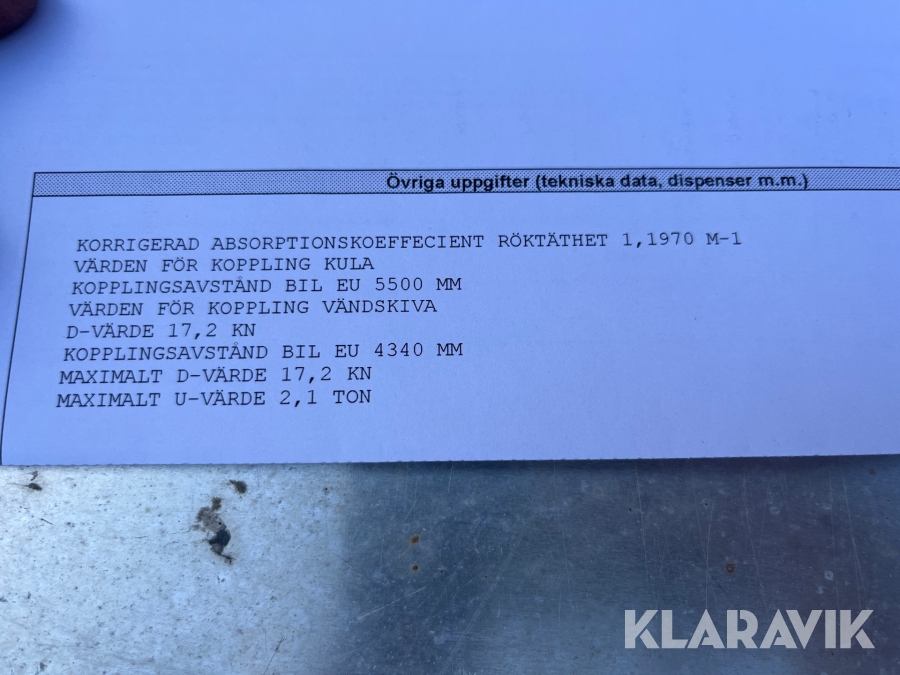 Övriga uppgifter (tekniska data, dispenser m.m.)
KORRIGERAD ABSORPTIONSKOEFFECIENT RÖKTÄTHET 1,1970 M-1
VÄRDEN FÖR KOPPLING KULA
KOPPLINGSAVSTÅND BIL EU 5500 MM
VÄRDEN FÖR KOPPLING VÄNDSKIVA
D-VÄRDE 17,2 KN
KOPPLINGSAVSTÅND BIL EU 4340 MM
MAXIMALT D-VÄRDE 17,2 KN
MAXIMALT U-VÄRDE 2,1 TON
KLARAVIK